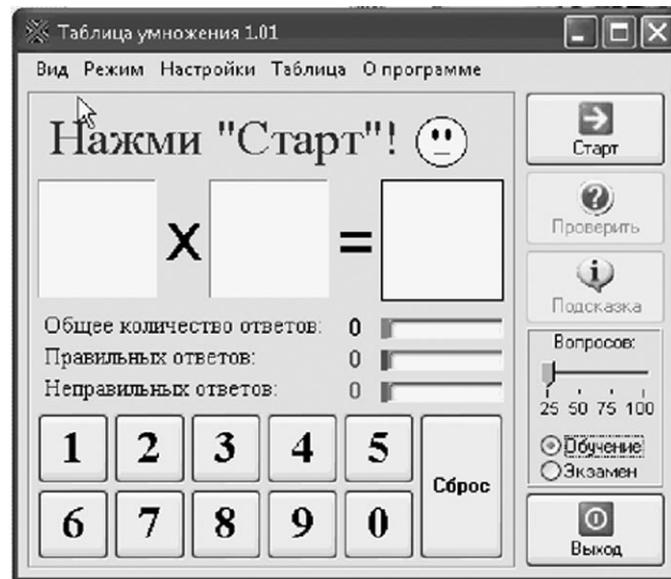 Таблица умножения 1.01
Вид Режим Настройки Таблица О программе
Нажми "Старт"!
X =
Общее количество ответов: 0
Правильных ответов: 0
Неправильных ответов: 0
1 2 3 4 5
6 7 8 9 0
Сброс
Старт
Проверить
Подсказка
Вопросов:
25 50 75 100
Обучение
Экзамен
Выход